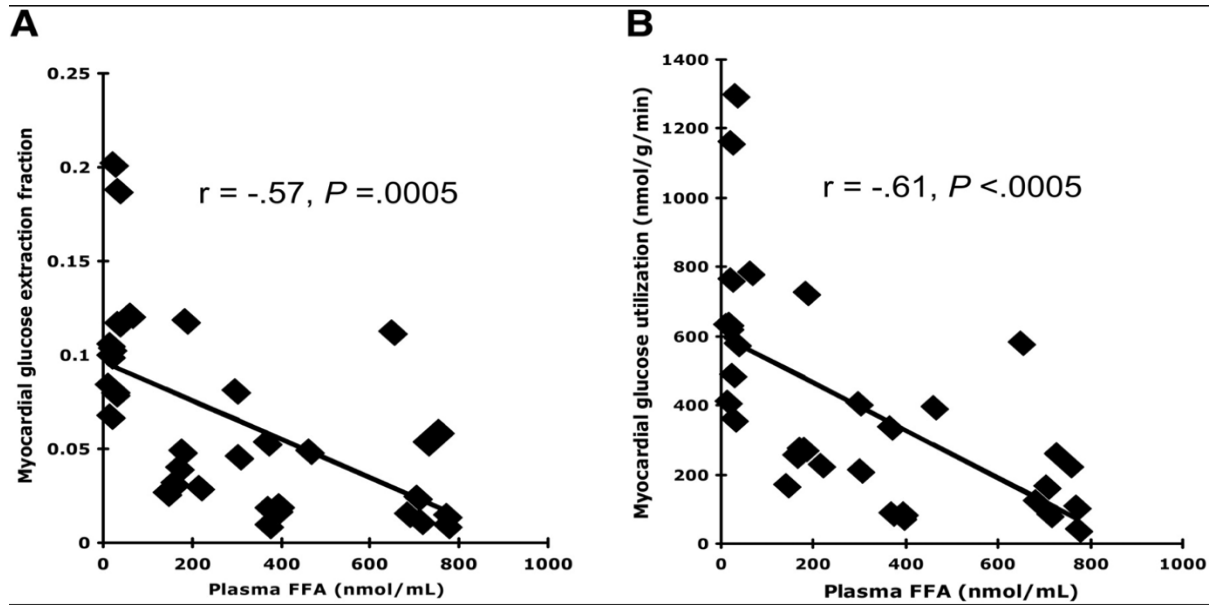 A
Myocardial glucose extraction fraction
0.25
0.2
0.15
0.1
0.05
0
r = -.57, P =.0005
0 200 400 600 800 1000
Plasma FFA (nmol/mL)
B
Myocardial glucose utilization (nmol/g/min)
1400
1200
1000
800
600
400
200
0
r = -.61, P <.0005
0 200 400 600 800 1000
Plasma FFA (nmol/mL)